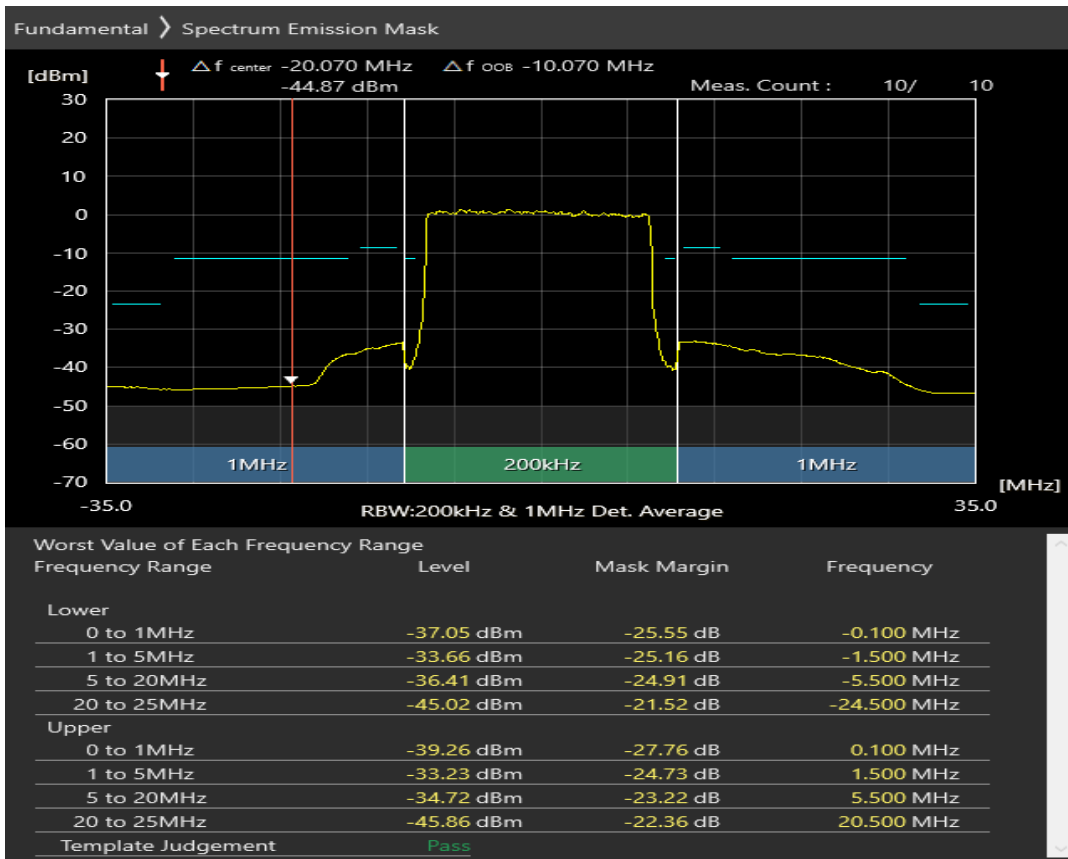 Fundamental ❯ Spectrum Emission Mask
[dBm] △f center -20.070 MHz △f OOB -10.070 MHz
-44.87 dBm Meas. Count : 10/ 10
30
20
10
0
-10
-20
-30
-40
-50
-60
1MHz 200kHz 1MHz
-70 [MHz]
-35.0 RBW:200kHz & 1MHz Det. Average 35.0
Worst Value of Each Frequency Range
Frequency Range Level Mask Margin Frequency
Lower
0 to 1MHz -37.05 dBm -25.55 dB -0.100 MHz
1 to 5MHz -33.66 dBm -25.16 dB -1.500 MHz
5 to 20MHz -36.41 dBm -24.91 dB -5.500 MHz
20 to 25MHz -45.02 dBm -21.52 dB -24.500 MHz
Upper
0 to 1MHz -39.26 dBm -27.76 dB 0.100 MHz
1 to 5MHz -33.23 dBm -24.73 dB 1.500 MHz
5 to 20MHz -34.72 dBm -23.22 dB 5.500 MHz
20 to 25MHz -45.86 dBm -22.36 dB 20.500 MHz
Template Judgement Pass